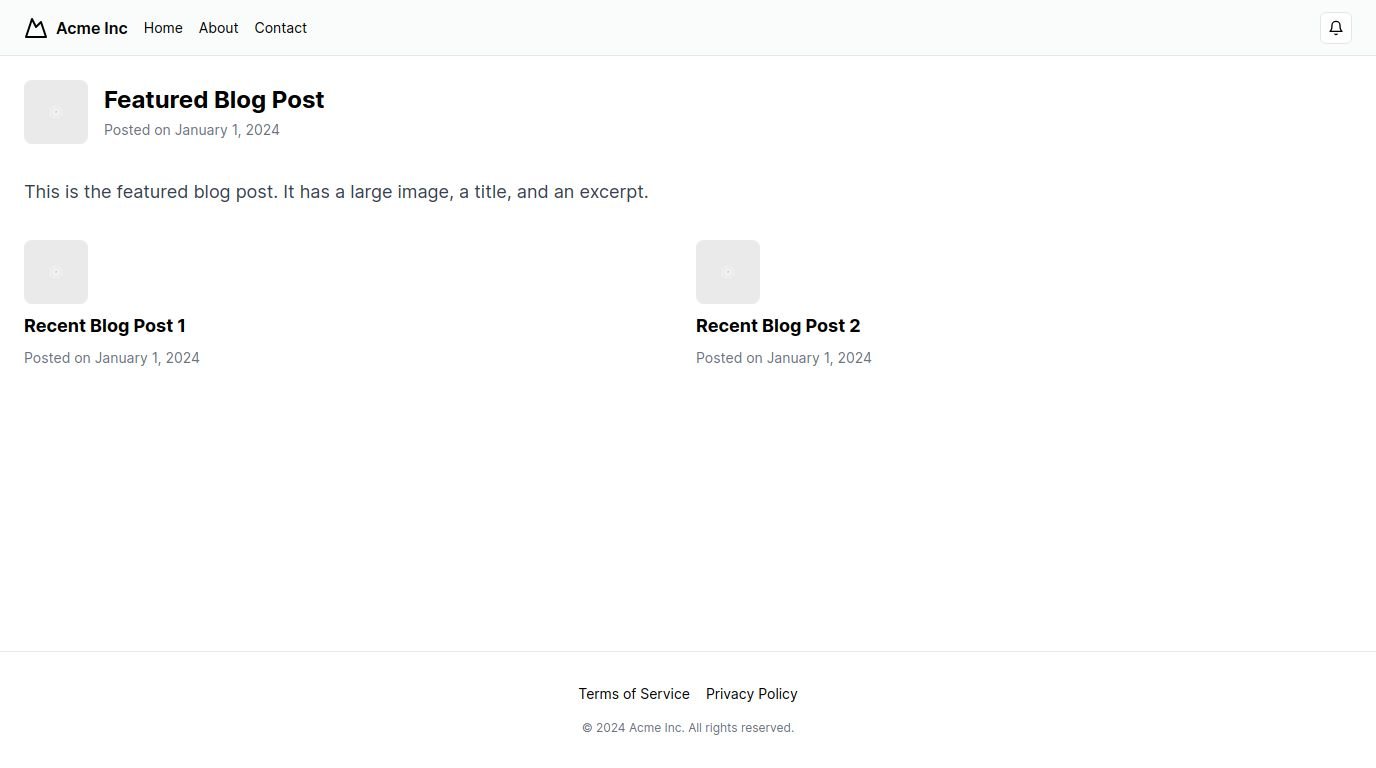 Acme Inc Home About Contact
Featured Blog Post
Posted on January 1, 2024
This is the featured blog post. It has a large image, a title, and an excerpt.
Recent Blog Post 1
Posted on January 1, 2024
Recent Blog Post 2
Posted on January 1, 2024
Terms of Service Privacy Policy
© 2024 Acme Inc. All rights reserved.